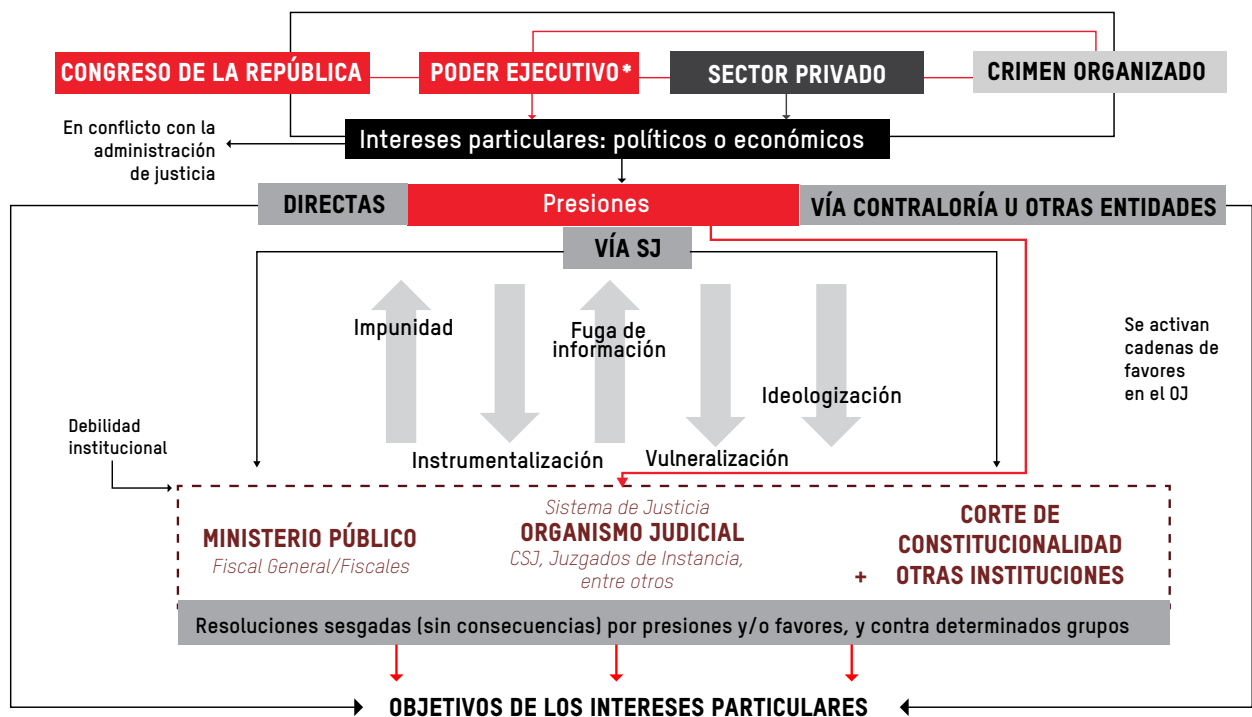 CONGRESO DE LA REPÚBLICA
PODER EJECUTIVO*
SECTOR PRIVADO
CRIMEN ORGANIZADO
En conflicto con la
administración
de justicia
Intereses particulares: políticos o económicos
DIRECTAS
Presiones
VÍA CONTRALORÍA U OTRAS ENTIDADES
VÍA SJ
Impunidad
Fuga de
información
Se activan
cadenas de
favores
en el OJ
Ideologización
Debilidad
institucional
Instrumentalización
Vulneralización
MINISTERIO PÚBLICO
Fiscal General/Fiscales
Sistema de Justicia
ORGANISMO JUDICIAL
CSJ, Juzgados de Instancia,
entre otros
CORTE DE
CONSTITUCIONALIDAD
+ OTRAS INSTITUCIONES
Resoluciones sesgadas (sin consecuencias) por presiones y/o favores, y contra determinados grupos
OBJETIVOS DE LOS INTERESES PARTICULARES